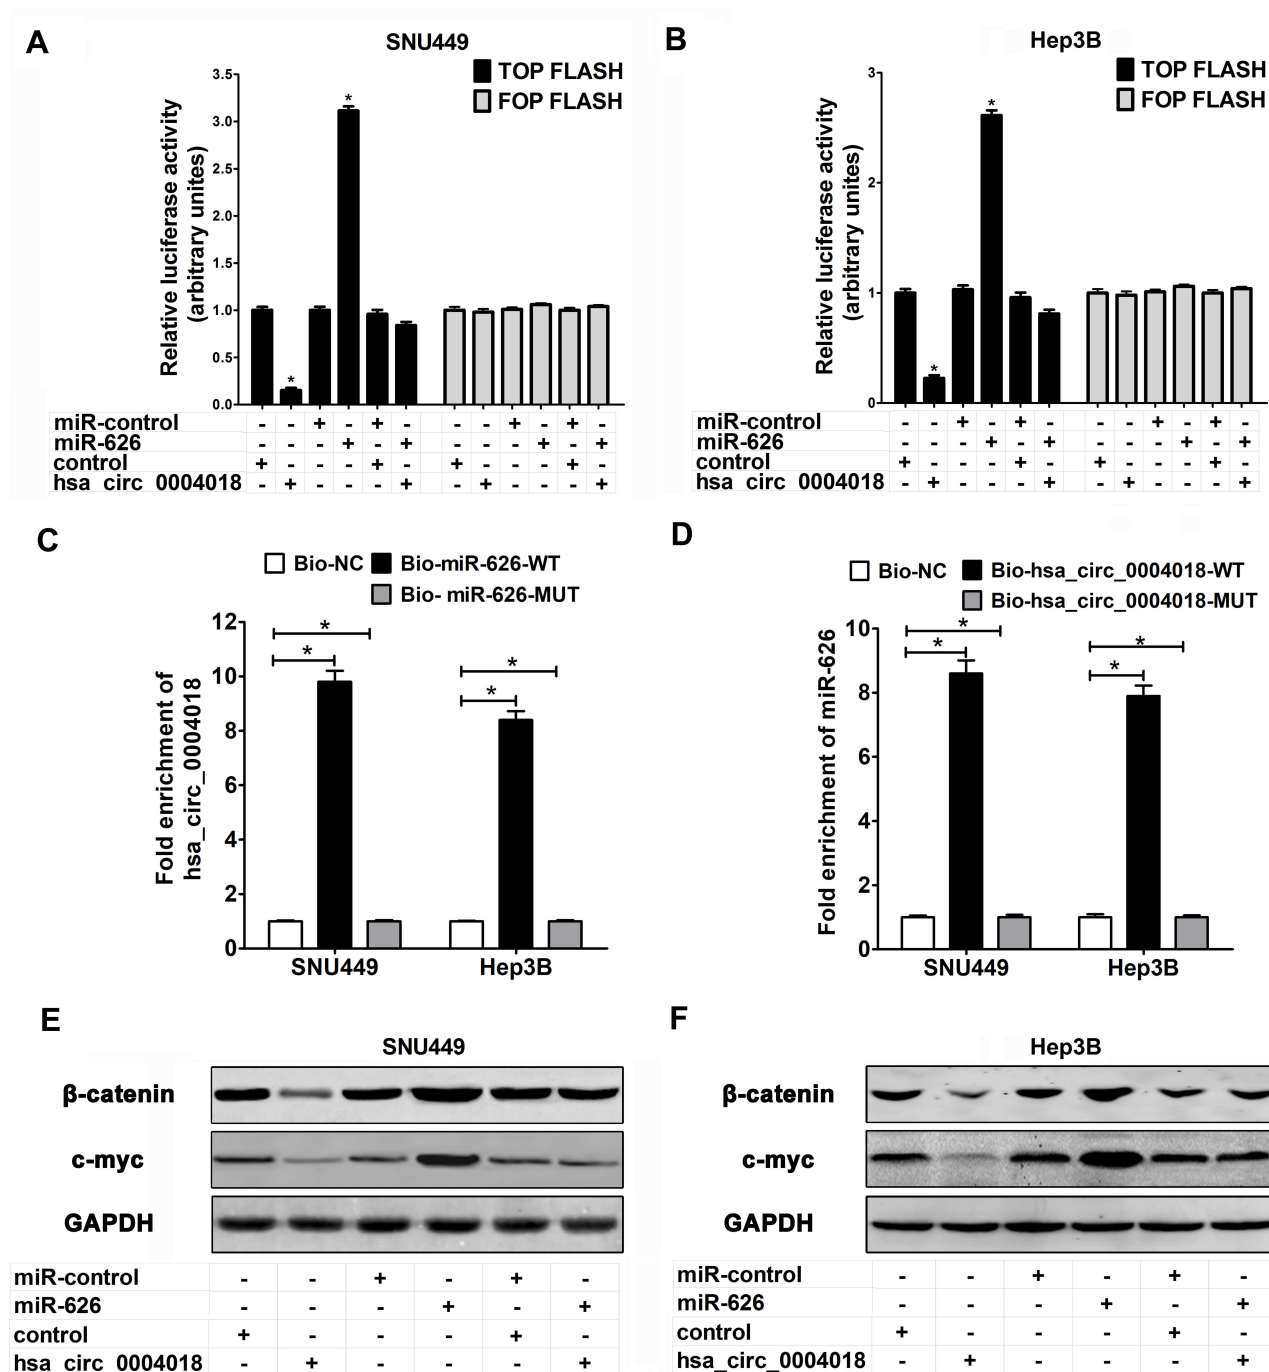 A
SNU449
TOP FLASH
FOP FLASH
Relative luciferase activity
(arbitrary unites)
3.5
3.0
2.5
2.0
1.5
1.0
0.5
0.0
*
*
miR-control - - + - + - - - + - + -
miR-626 - - - + - + - - - + - +
control + - - - + - + - - - + -
hsa_circ_0004018 - + - - - + - + - - - +
B
Hep3B
TOP FLASH
FOP FLASH
Relative luciferase activity
(arbitrary unites)
3
2
1
0
*
*
miR-control - - + - + - - - + - + -
miR-626 - - - + - + - - - + - +
control + - - - + - + - - - + -
hsa_circ_0004018 - + - - - + - + - - - +
C
Bio-NC Bio-miR-626-WT
Bio- miR-626-MUT
Fold enrichment of
hsa_circ_0004018
12
10
8
6
4
2
0
*
*
*
*
SNU449 Hep3B
D
Bio-NC Bio-hsa_circ_0004018-WT
Bio-hsa_circ_0004018-MUT
Fold enrichment of miR-626
10
8
6
4
2
0
*
*
*
*
SNU449 Hep3B
E
SNU449
β-catenin
c-myc
GAPDH
miR-control - - + - + -
miR-626 - - - + - +
control + - - - + -
hsa_circ_0004018 - + - - - +
F
Hep3B
β-catenin
c-myc
GAPDH
miR-control - - + - + -
miR-626 - - - + - +
control + - - - + -
hsa_circ_0004018 - + - - - +